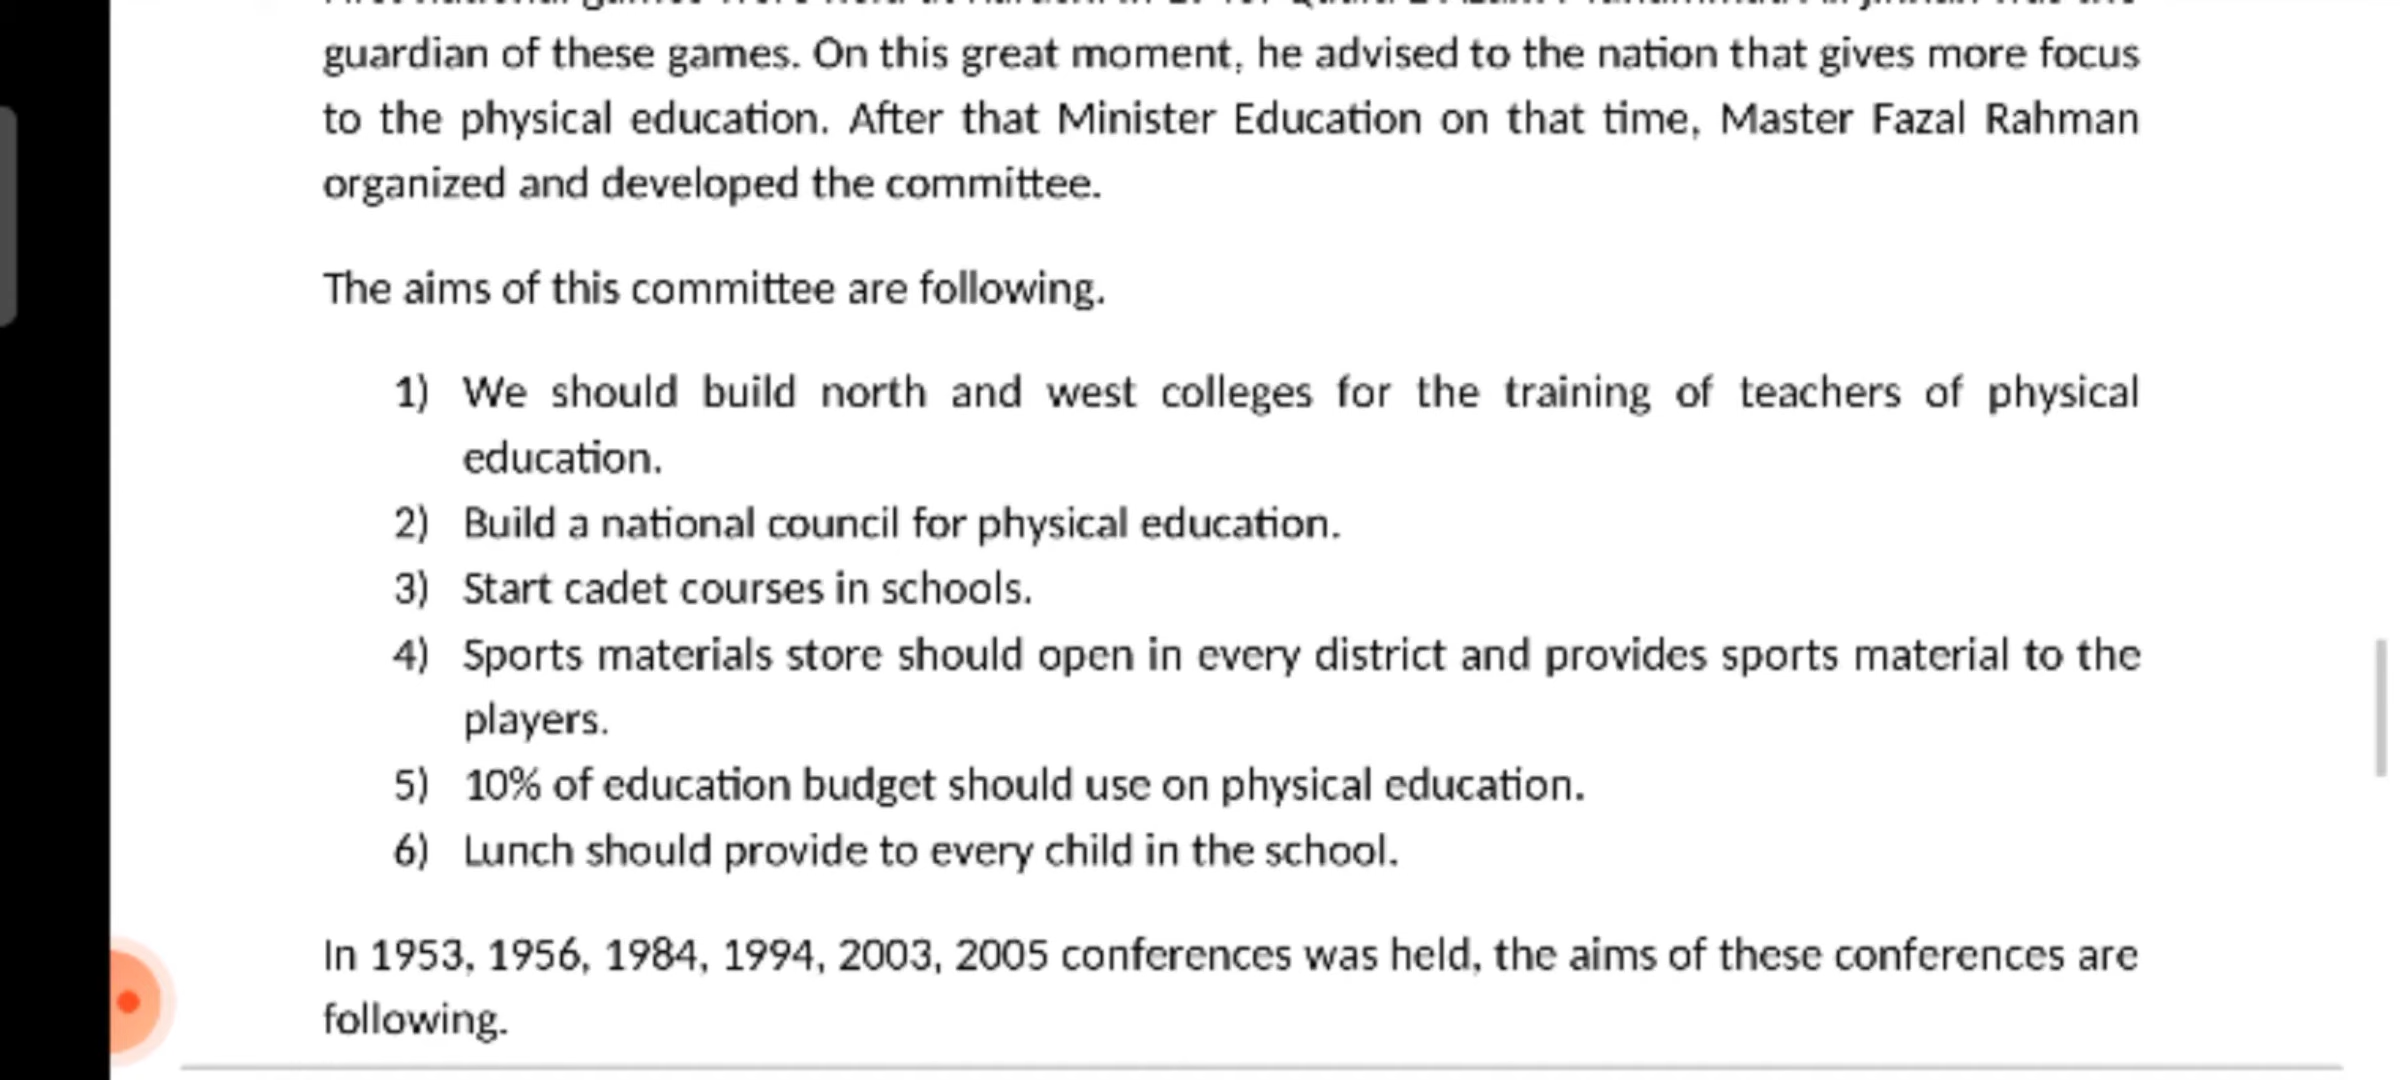 guardian of these games. On this great moment, he advised to the nation that gives more focus
to the physical education. After that Minister Education on that time, Master Fazal Rahman
organized and developed the committee.
The aims of this committee are following.
1) We should build north and west colleges for the training of teachers of physical
education.
2) Build a national council for physical education.
3) Start cadet courses in schools.
4) Sports materials store should open in every district and provides sports material to the
players.
5) 10% of education budget should use on physical education.
6) Lunch should provide to every child in the school.
In 1953, 1956, 1984, 1994, 2003, 2005 conferences was held, the aims of these conferences are
following.